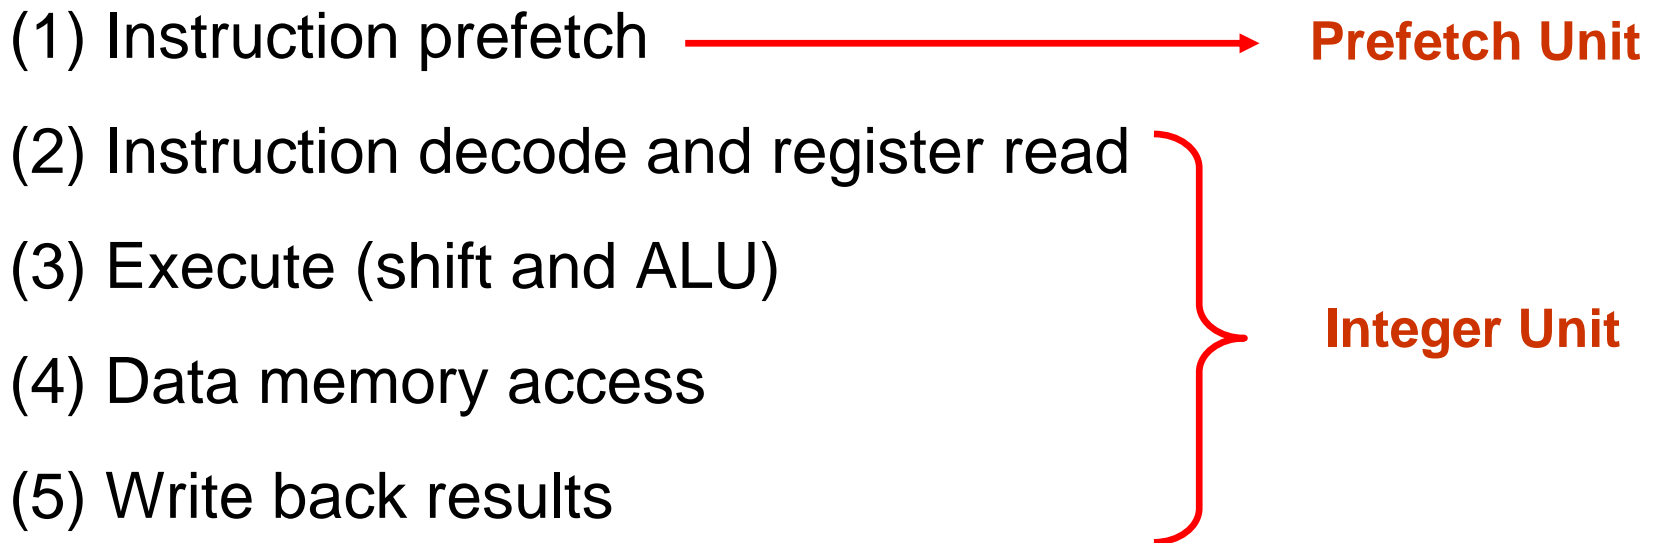 (1) Instruction prefetch Prefetch Unit
(2) Instruction decode and register read
(3) Execute (shift and ALU)
Integer Unit
(4) Data memory access
(5) Write back results